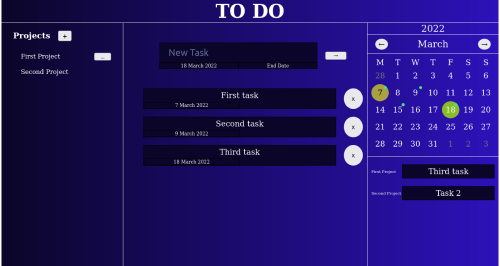 TO DO
Projects +
First Project ...
Second Project
New Task
18 March 2022 End Date
→
First task
7 March 2022
x
Second task
9 March 2022
x
Third task
18 March 2022
x
2022
← March →
M T W T F S S
28 1 2 3 4 5 6
7 8 9 10 11 12 13
14 15 16 17 18 19 20
21 22 23 24 25 26 27
28 29 30 31 1 2 3
First Project Third task
Second Project Task 2